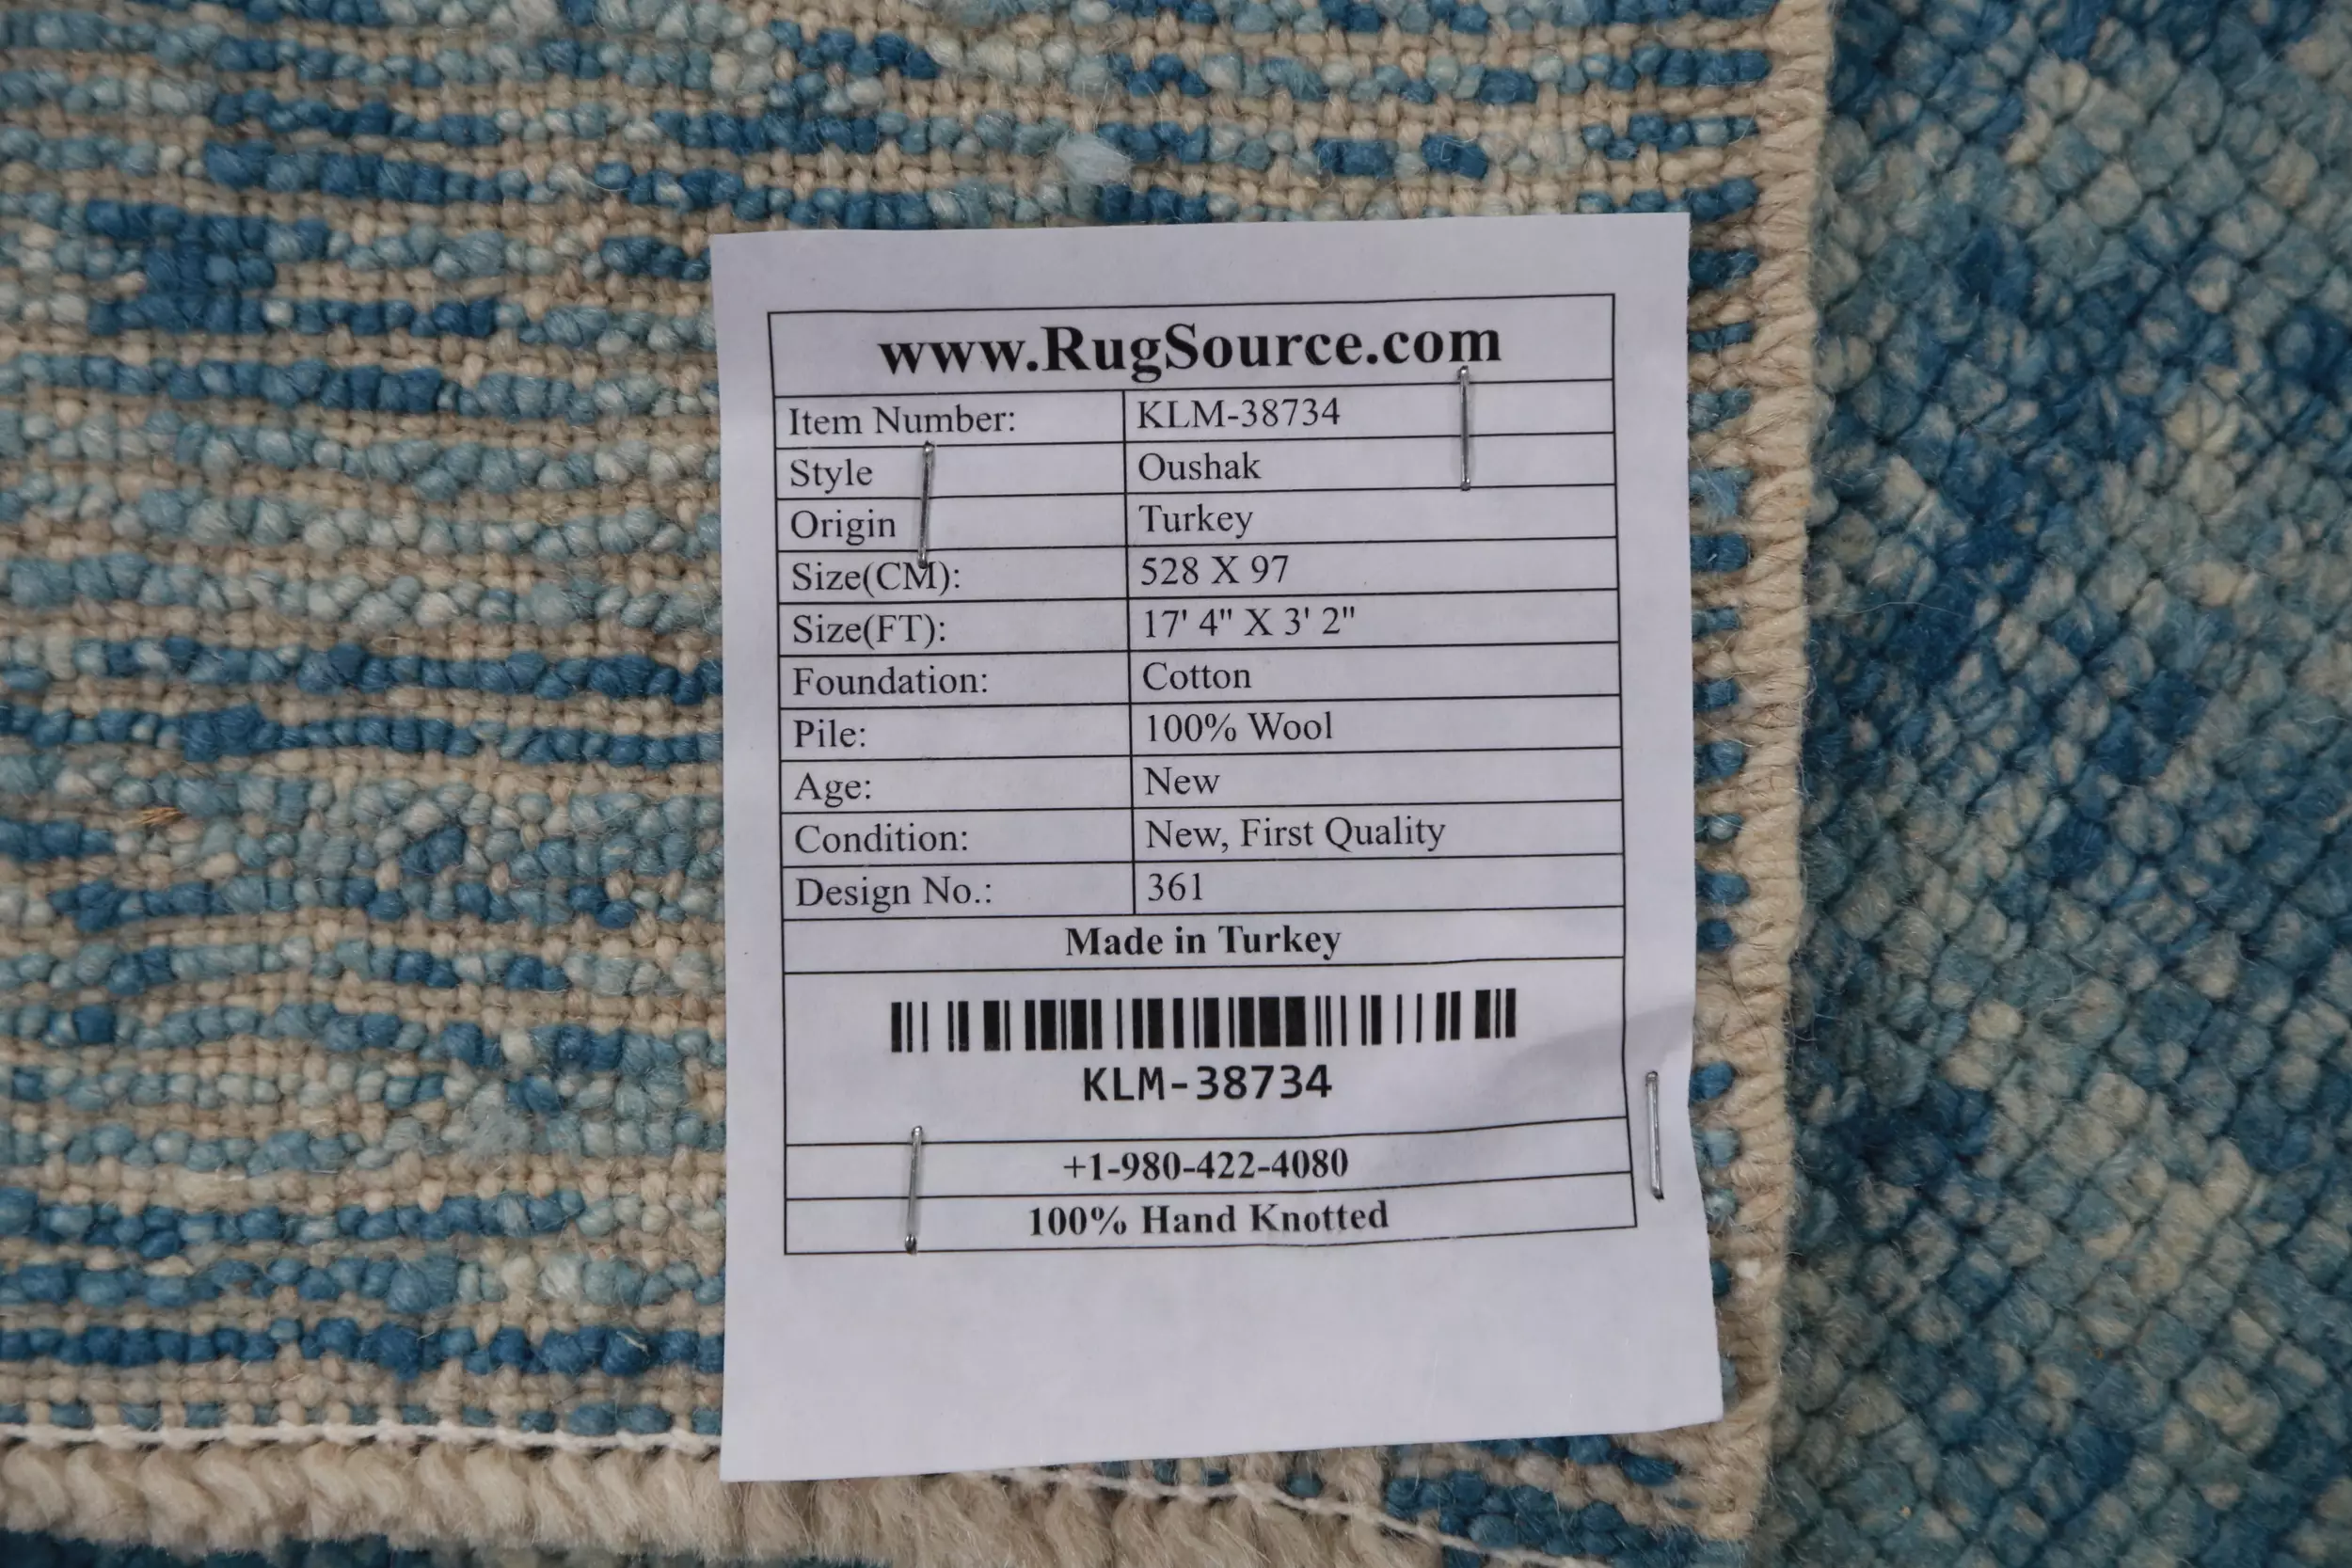 www.RugSource.com
Item Number: KLM-38734
Style Oushak
Origin Turkey
Size(CM): 528 X 97
Size(FT): 17' 4" X 3' 2"
Foundation: Cotton
Pile: 100% Wool
Age: New
Condition: New, First Quality
Design No.: 361
Made in Turkey
KLM-38734
+1-980-422-4080
100% Hand Knotted